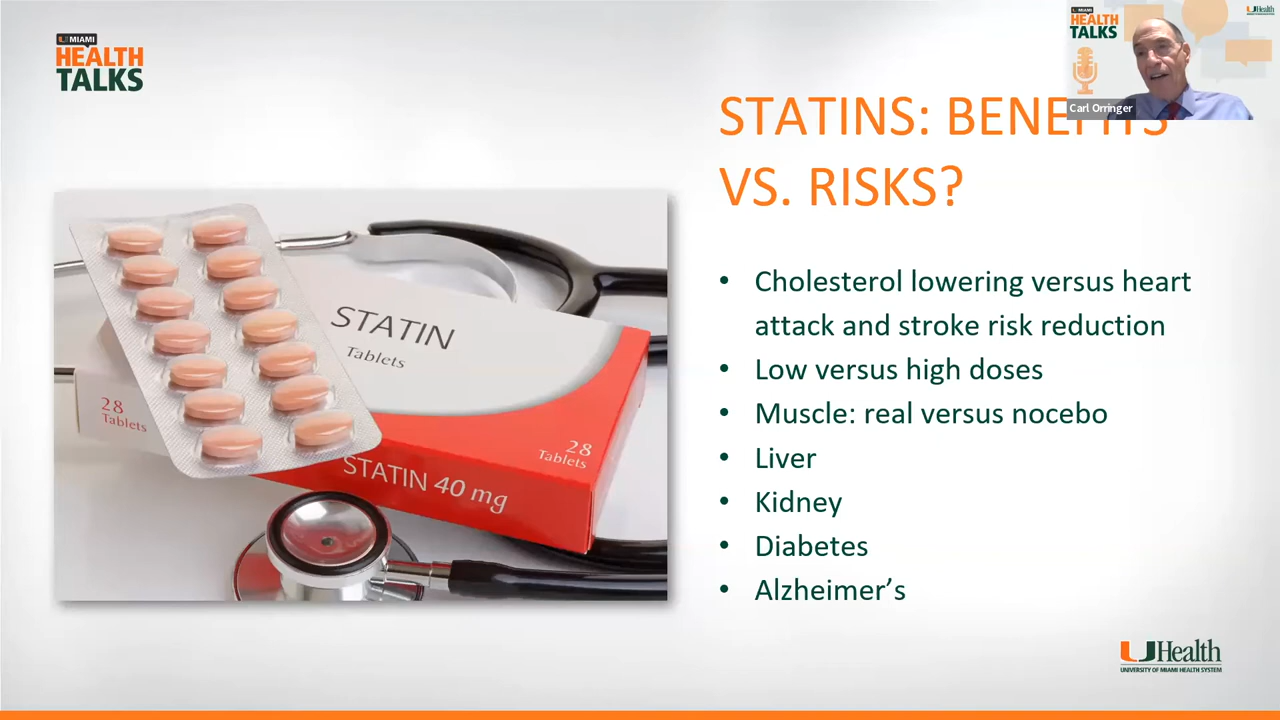 U MIAMI
HEALTH
TALKS
U MIAMI
HEALTH
TALKS
UHealth
Carl Orringer
STATINS: BENEFITS
VS. RISKS?
STATIN
Tablets
28
Tablets
28
Tablets
STATIN 40 mg
• Cholesterol lowering versus heart
attack and stroke risk reduction
• Low versus high doses
• Muscle: real versus nocebo
• Liver
• Kidney
• Diabetes
• Alzheimer’s
UHealth
UNIVERSITY OF MIAMI HEALTH SYSTEM